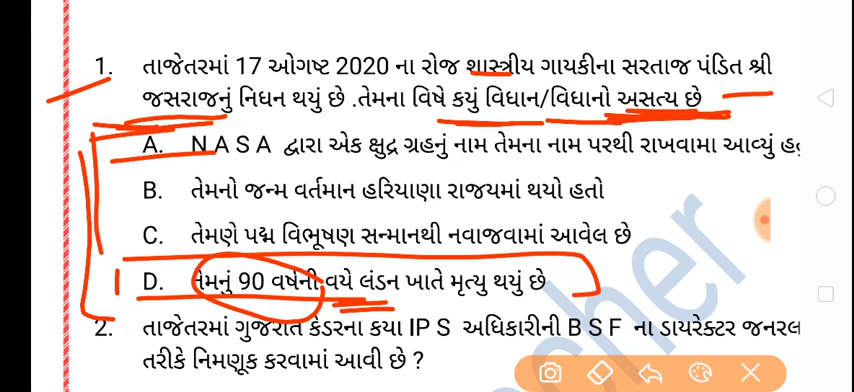 1. તાજેતરમાં 17 ઓગષ્ટ 2020 ના રોજ શાસ્ત્રીય ગાયકીના સરતાજ પંડિત શ્રી
જસરાજનું નિધન થયું છે .તેમના વિષે કયું વિધાન/વિધાનો અસત્ય છે
A. N A S A દ્વારા એક ક્ષુદ્ર ગ્રહનું નામ તેમના નામ પરથી રાખવામા આવ્યું
B. તેમનો જન્મ વર્તમાન હરિયાણા રાજયમાં થયો હતો
C. તેમણે પદ્મ વિભૂષણ સન્માનથી નવાજવામાં આવેલ છે
D. તેમનું 90 વર્ષની વયે લંડન ખાતે મૃત્યુ થયું છે
2. તાજેતરમાં ગુજરાત કેડરના કયા IP S અધિકારીની B S F ના ડાયરેક્ટર જનરલ
તરીકે નિમણૂક કરવામાં આવી છે ?